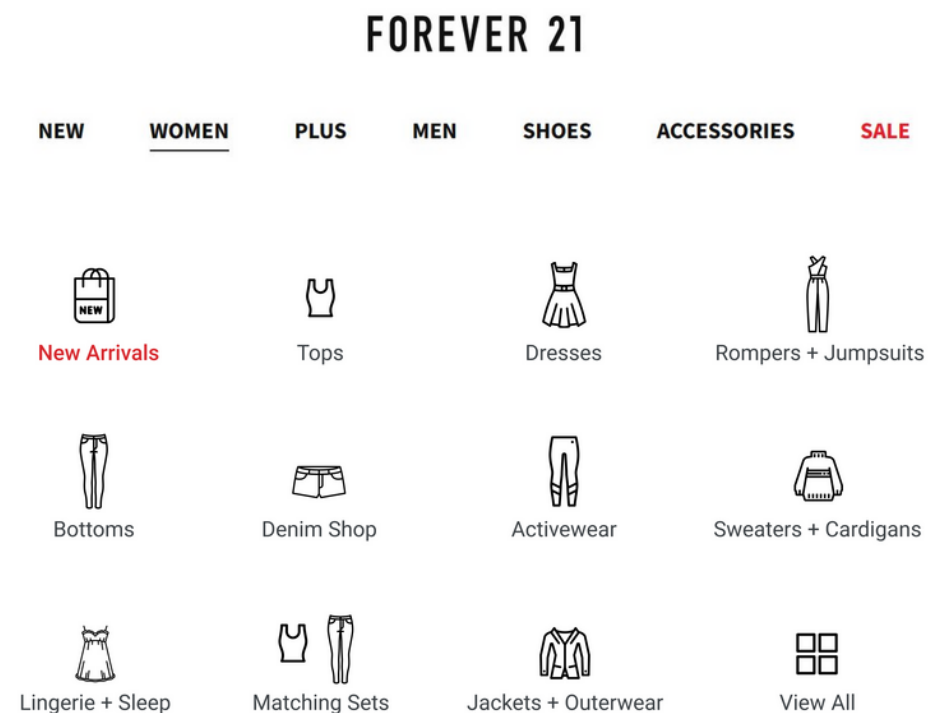 FOREVER 21
NEW WOMEN PLUS MEN SHOES ACCESSORIES SALE
NEW
New Arrivals Tops Dresses Rompers + Jumpsuits
Bottoms Denim Shop Activewear Sweaters + Cardigans
Lingerie + Sleep Matching Sets Jackets + Outerwear View All